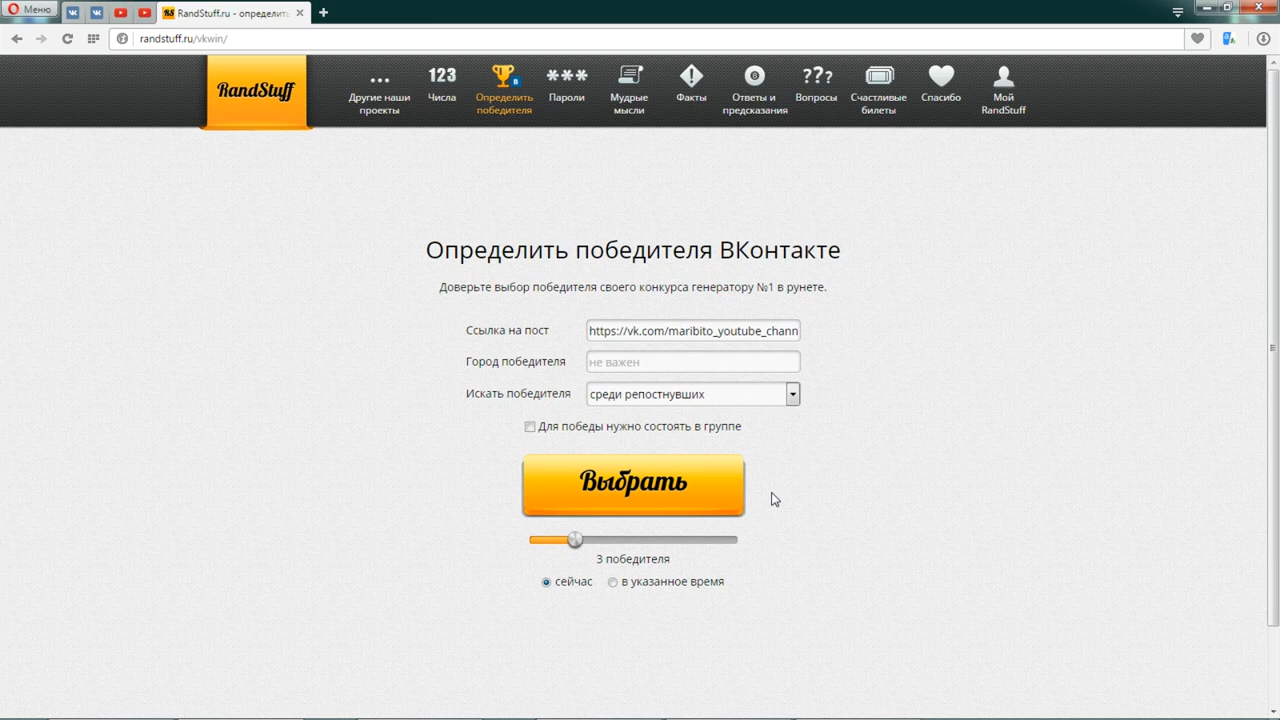 Меню
RandStuff.ru - определить
randstuff.ru/vkwin/
RandStuff
Другие наши проекты
123
Числа
Определить победителя
***
Пароли
Мудрые мысли
Факты
8
Ответы и предсказания
???
Вопросы
Счастливые билеты
Спасибо
Мой RandStuff
Определить победителя ВКонтакте
Доверьте выбор победителя своего конкурса генератору №1 в рунете.
Ссылка на пост
https://vk.com/maribito_youtube_chann
Город победителя
не важен
Искать победителя
среди репостнувших
Для победы нужно состоять в группе
Выбрать
3 победителя
сейчас
в указанное время